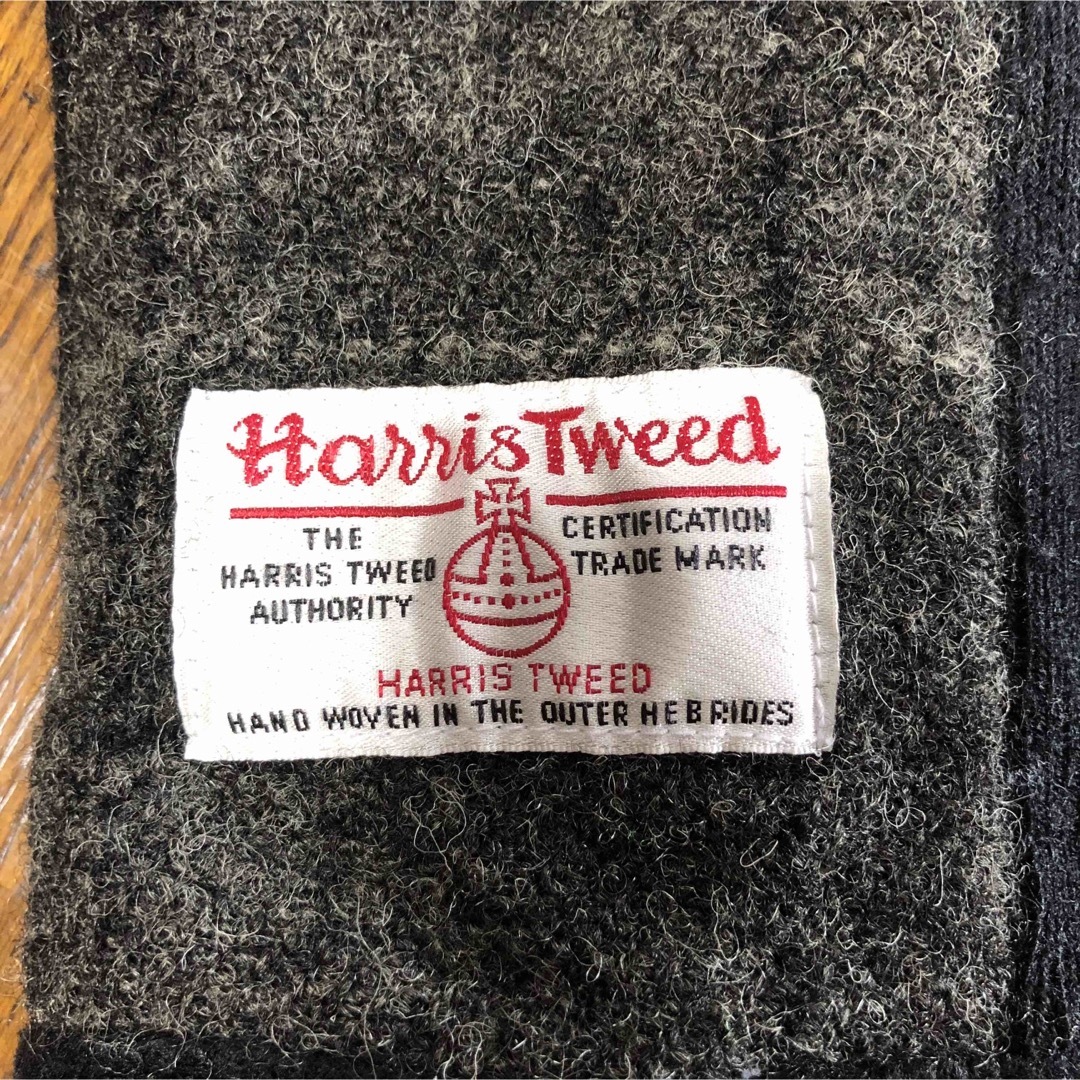 Harris Tweed
THE
HARRIS TWEED
AUTHORITY
CERTIFICATION
TRADE MARK
HARRIS TWEED
HAND WOVEN IN THE OUTER HEBRIDES